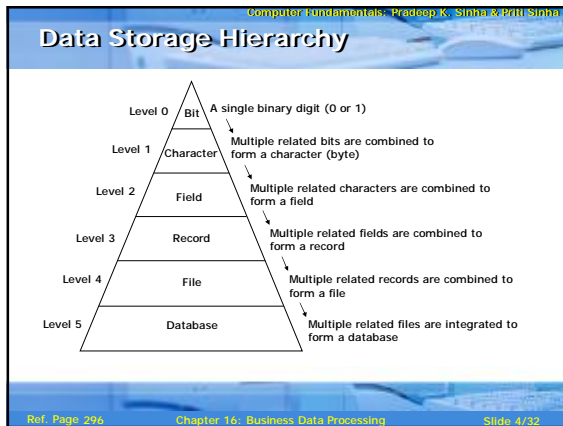 Computer Fundamentals: Pradeep K. Sinha & Priti Sinha
Data Storage Hierarchy
Level 0
Bit
A single binary digit (0 or 1)
Level 1
Character
Multiple related bits are combined to
form a character (byte)
Level 2
Field
Multiple related characters are combined to
form a field
Level 3
Record
Multiple related fields are combined to
form a record
Level 4
File
Multiple related records are combined to
form a file
Level 5
Database
Multiple related files are integrated to
form a database
Ref. Page 296
Chapter 16: Business Data Processing
Slide 4/32